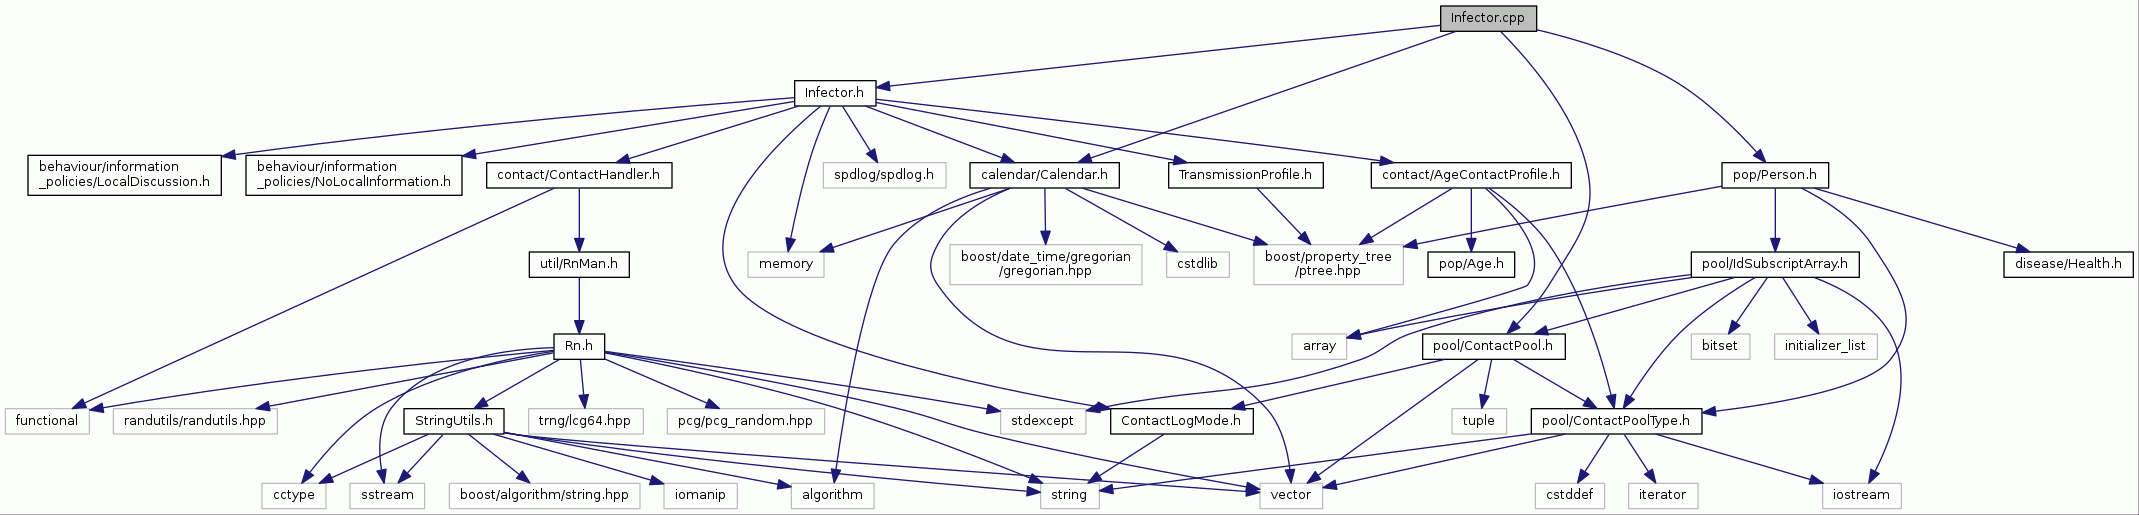 Infector.cpp
Infector.h
behaviour/information
_policies/LocalDiscussion.h
behaviour/information
_policies/NoLocalInformation.h
contact/ContactHandler.h
spdlog/spdlog.h
calendar/Calendar.h
TransmissionProfile.h
contact/AgeContactProfile.h
pop/Person.h
util/RnMan.h
memory
boost/date_time/gregorian
/gregorian.hpp
cstdlib
boost/property_tree
/ptree.hpp
pop/Age.h
pool/IdSubscriptArray.h
disease/Health.h
Rn.h
array
pool/ContactPool.h
bitset
initializer_list
functional
randutils/randutils.hpp
StringUtils.h
trng/lcg64.hpp
pcg/pcg_random.hpp
stdexcept
ContactLogMode.h
tuple
pool/ContactPoolType.h
cctype
sstream
boost/algorithm/string.hpp
iomanip
algorithm
string
vector
cstddef
iterator
iostream